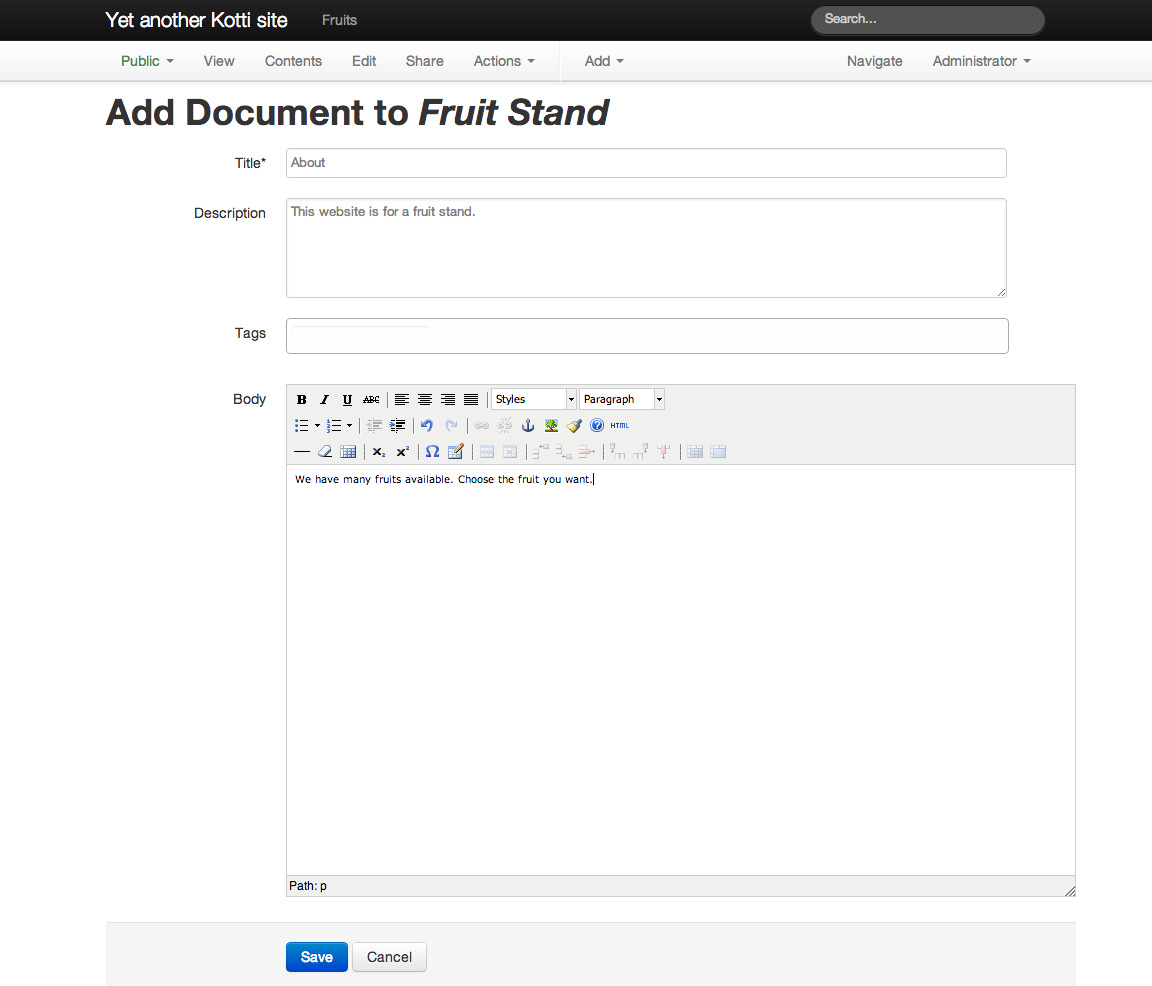 Yet another Kotti site Fruits Search...
Public View Contents Edit Share Actions Add Navigate Administrator
Add Document to Fruit Stand
Title* About
Description This website is for a fruit stand.
Tags
Body B I U ABC Styles Paragraph
HTML
x₂ x² Ω
We have many fruits available. Choose the fruit you want.
Path: p
Save Cancel